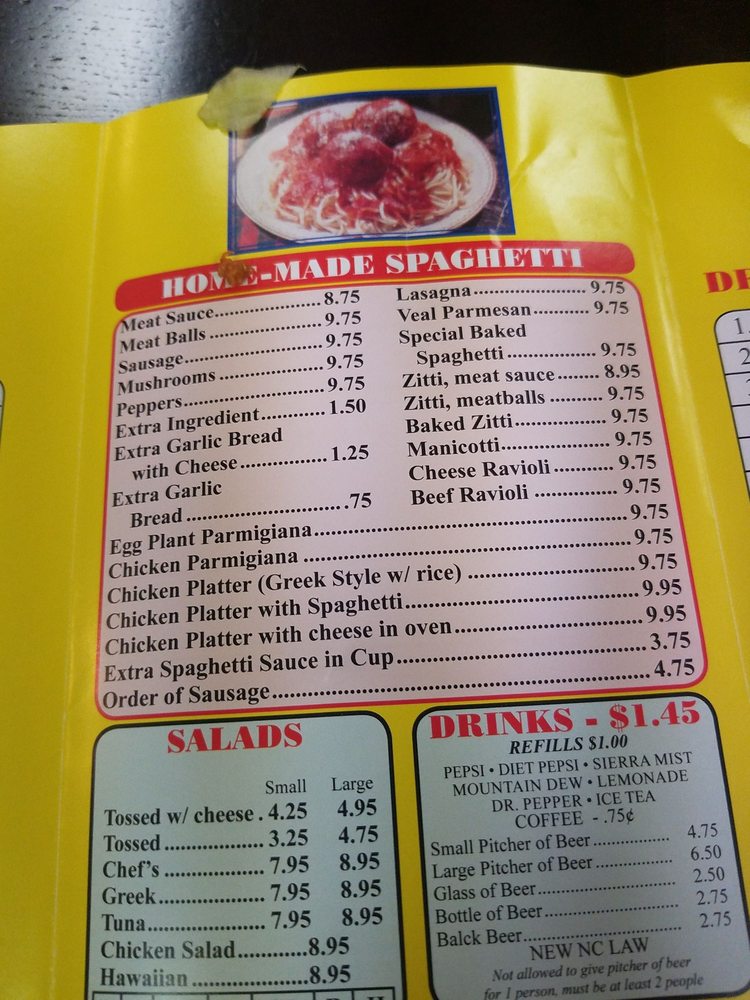 HOME-MADE SPAGHETTI
Meat Sauce 8.75
Meat Balls 9.75
Sausage 9.75
Mushrooms 9.75
Peppers 9.75
Extra Ingredient 1.50
Extra Garlic Bread
with Cheese 1.25
Extra Garlic
Bread .75
Lasagna 9.75
Veal Parmesan 9.75
Special Baked
Spaghetti 9.75
Zitti, meat sauce 8.95
Zitti, meatballs 9.75
Baked Zitti 9.75
Manicotti 9.75
Cheese Ravioli 9.75
Beef Ravioli 9.75
Egg Plant Parmigiana 9.75
Chicken Parmigiana 9.75
Chicken Platter (Greek Style w/ rice) 9.75
Chicken Platter with Spaghetti 9.95
Chicken Platter with cheese in oven 9.95
Extra Spaghetti Sauce in Cup 3.75
Order of Sausage 4.75
SALADS
Small Large
Tossed w/ cheese . 4.25 4.95
Tossed 3.25 4.75
Chef's 7.95 8.95
Greek 7.95 8.95
Tuna 7.95 8.95
Chicken Salad 8.95
Hawaiian 8.95
DRINKS - $1.45
REFILLS $1.00
PEPSI • DIET PEPSI • SIERRA MIST
MOUNTAIN DEW • LEMONADE
DR. PEPPER • ICE TEA
COFFEE - .75¢
Small Pitcher of Beer 4.75
Large Pitcher of Beer 6.50
Glass of Beer 2.50
Bottle of Beer 2.75
Balck Beer 2.75
NEW NC LAW
Not allowed to give pitcher of beer
for 1 person, must be at least 2 people